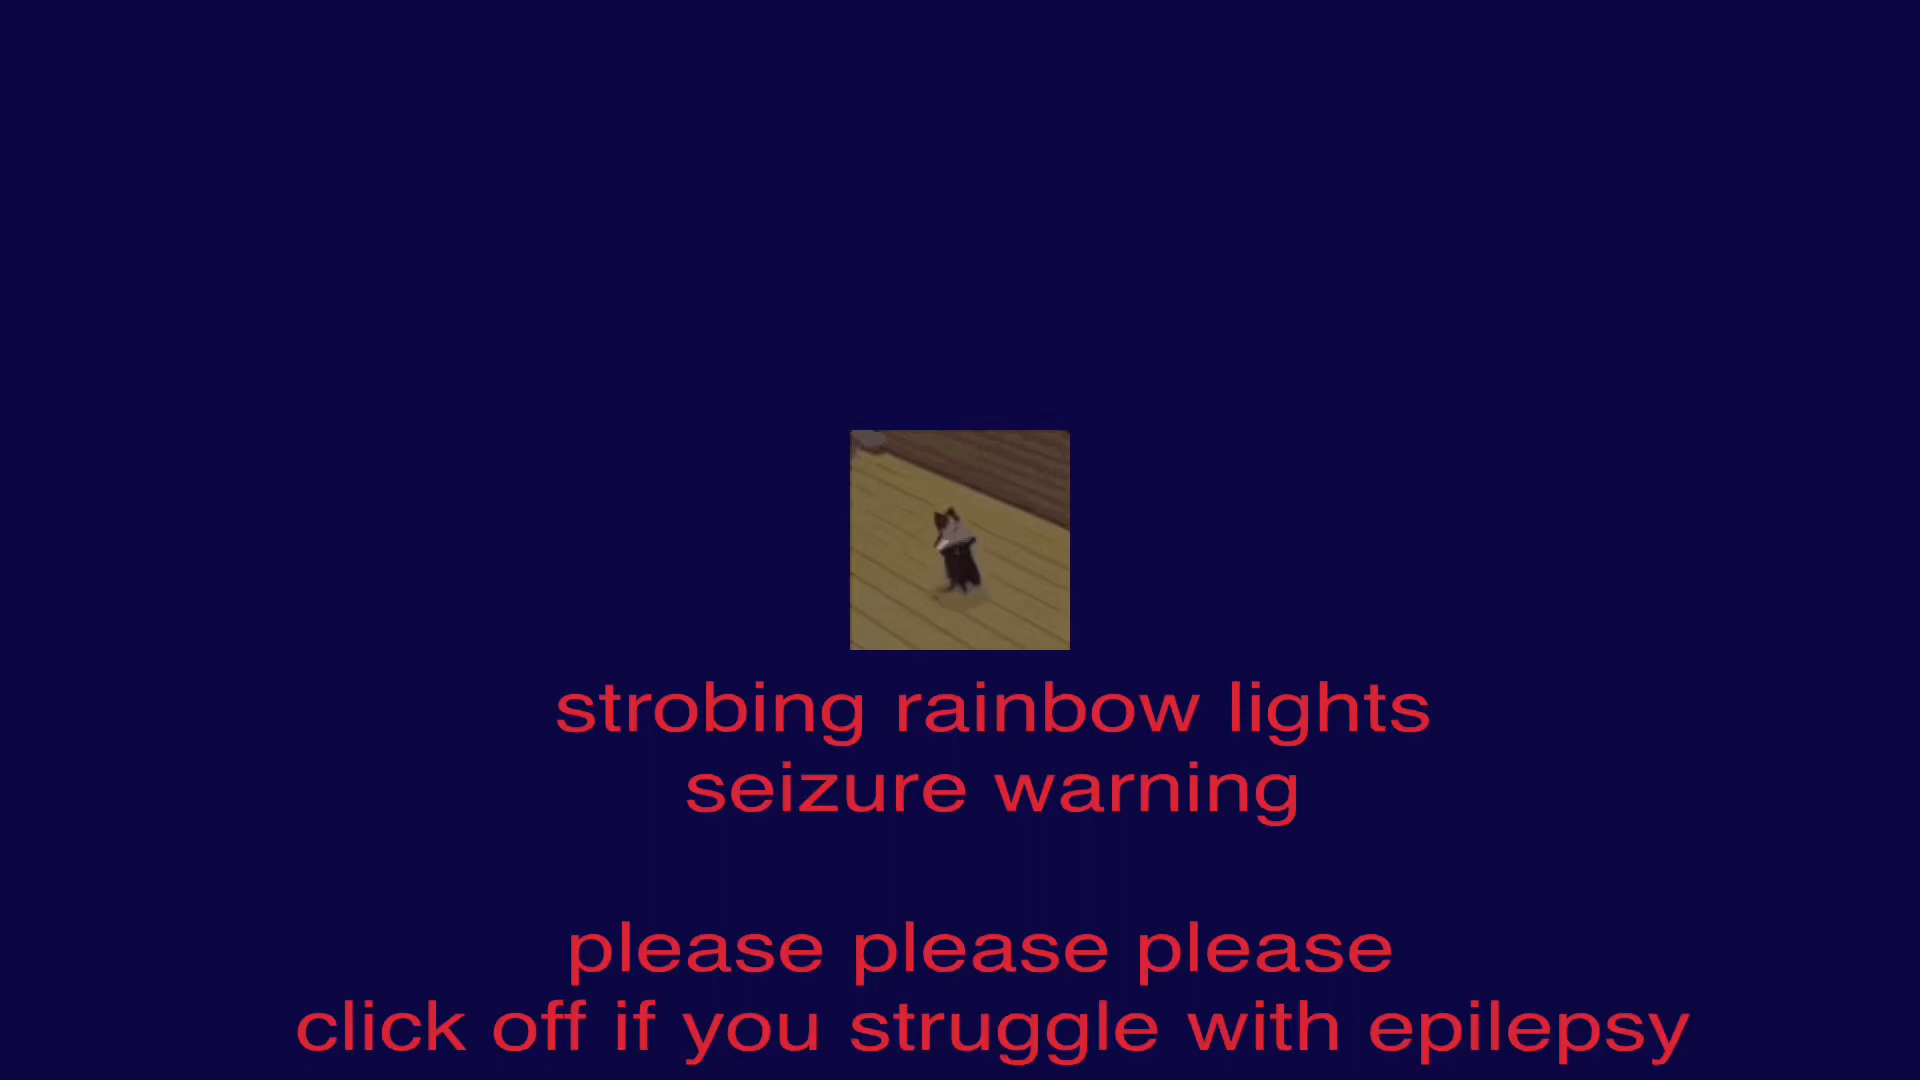 strobing rainbow lights
seizure warning
please please please
click off if you struggle with epilepsy